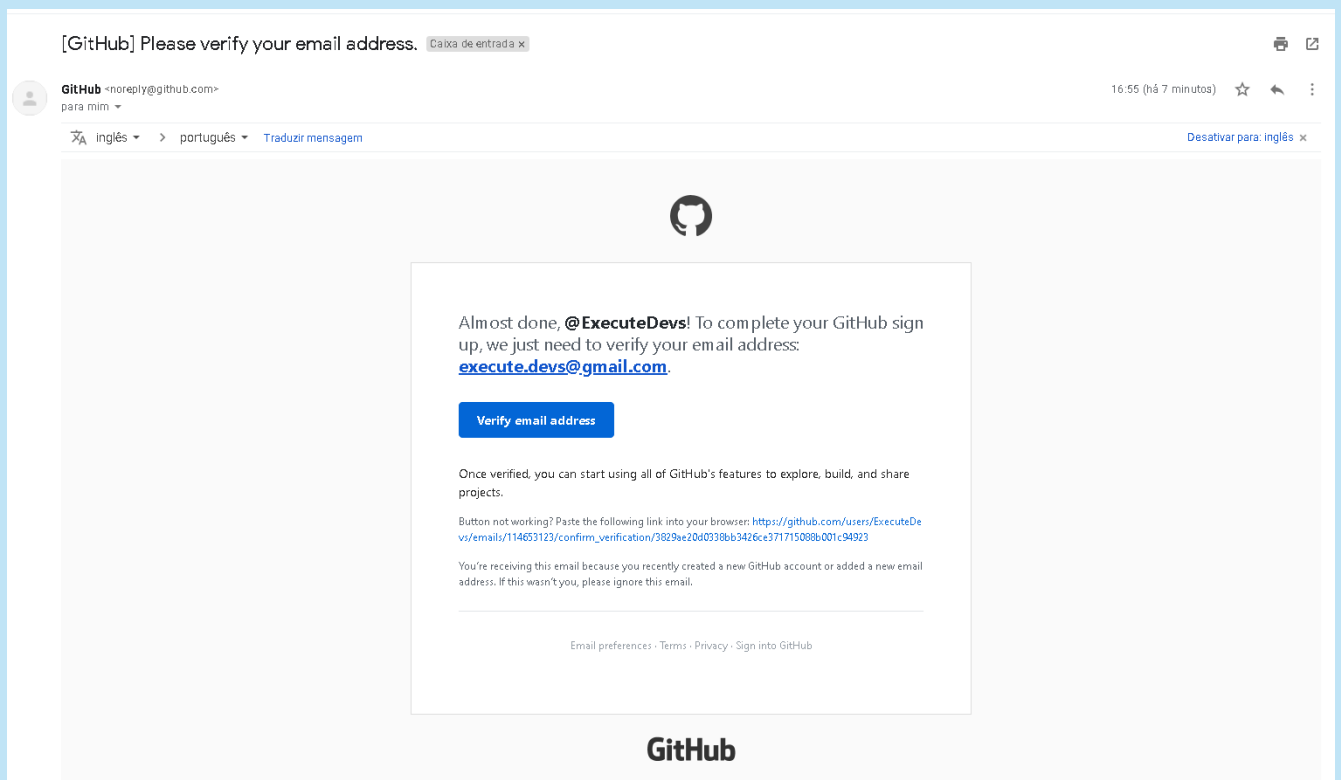 [GitHub] Please verify your email address. Caixa de entrada x
GitHub <noreply@github.com> 16:55 (há 7 minutos)
para mim
inglês > português Traduzir mensagem Desativar para: inglês x
Almost done, @ExecuteDevs! To complete your GitHub sign
up, we just need to verify your email address:
execute.devs@gmail.com.
Verify email address
Once verified, you can start using all of GitHub's features to explore, build, and share
projects.
Button not working? Paste the following link into your browser: https://github.com/users/ExecuteDe
vs/emails/114653123/confirm_verification/3829ae20d0338bb3426ce371715088b001c94923
You're receiving this email because you recently created a new GitHub account or added a new email
address. If this wasn't you, please ignore this email.
Email preferences · Terms · Privacy · Sign into GitHub
GitHub